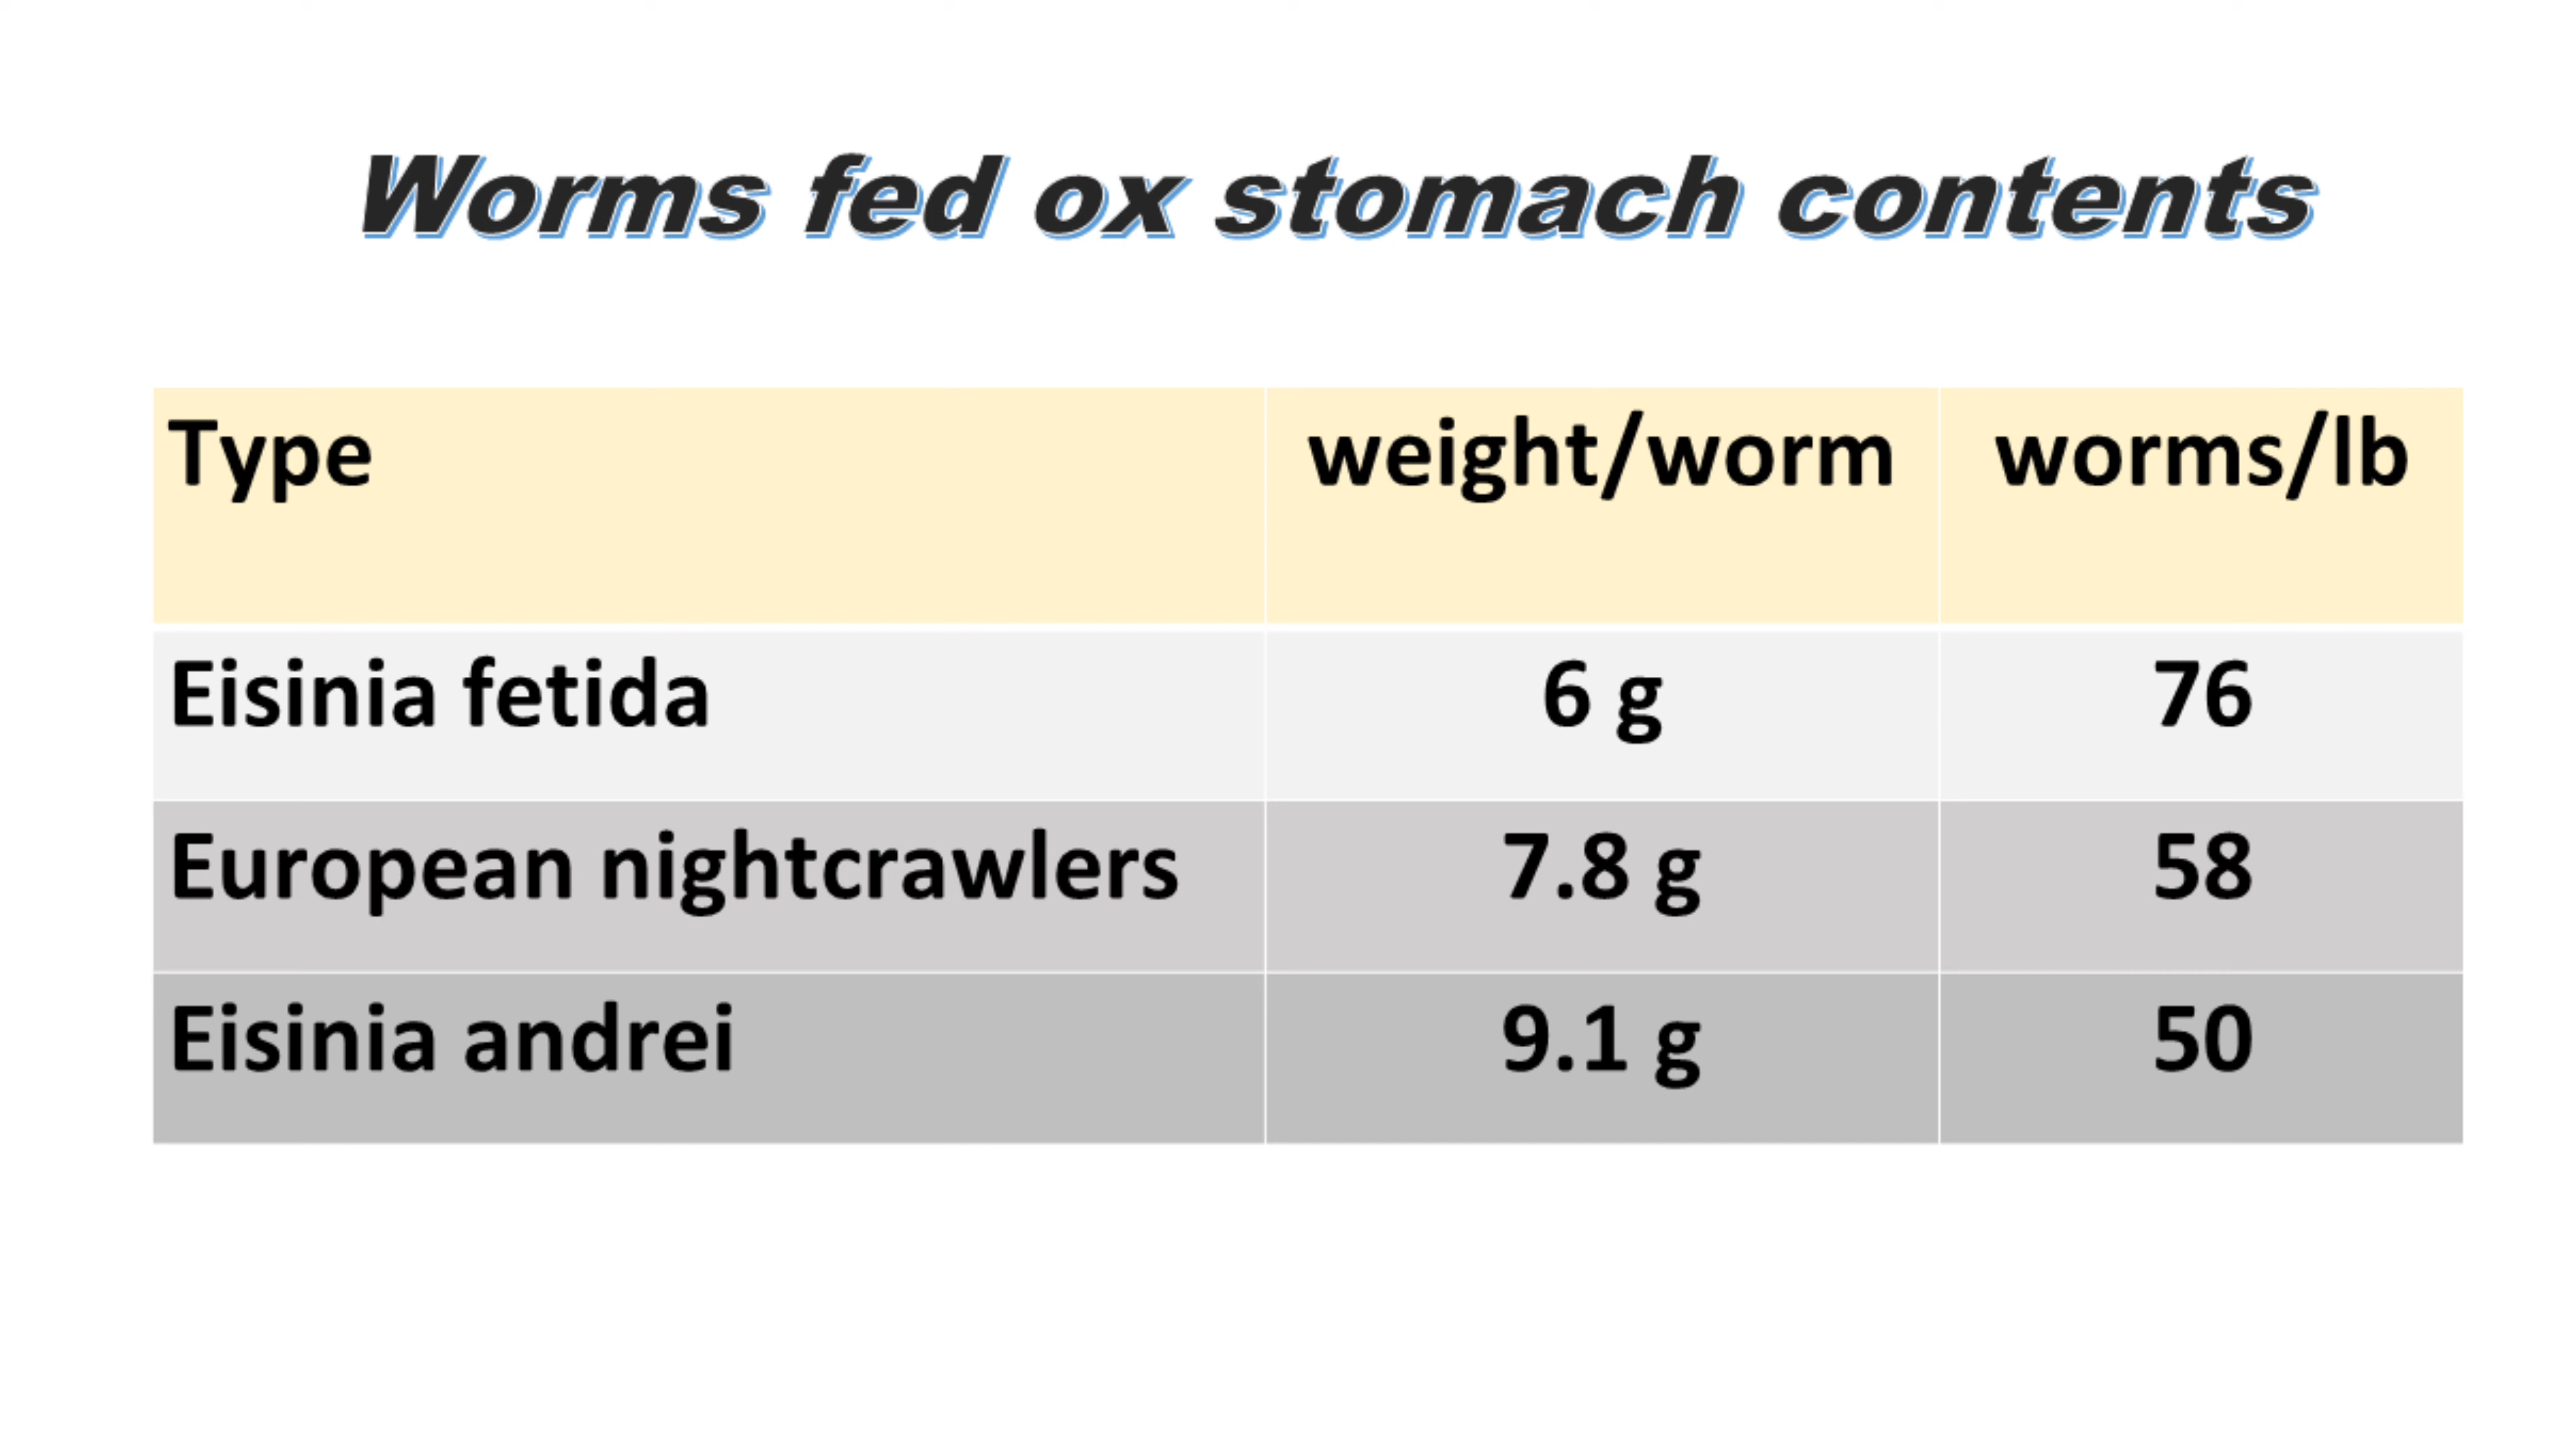 Worms fed ox stomach contents
Type weight/worm worms/lb
Eisinia fetida 6 g 76
European nightcrawlers 7.8 g 58
Eisinia andrei 9.1 g 50